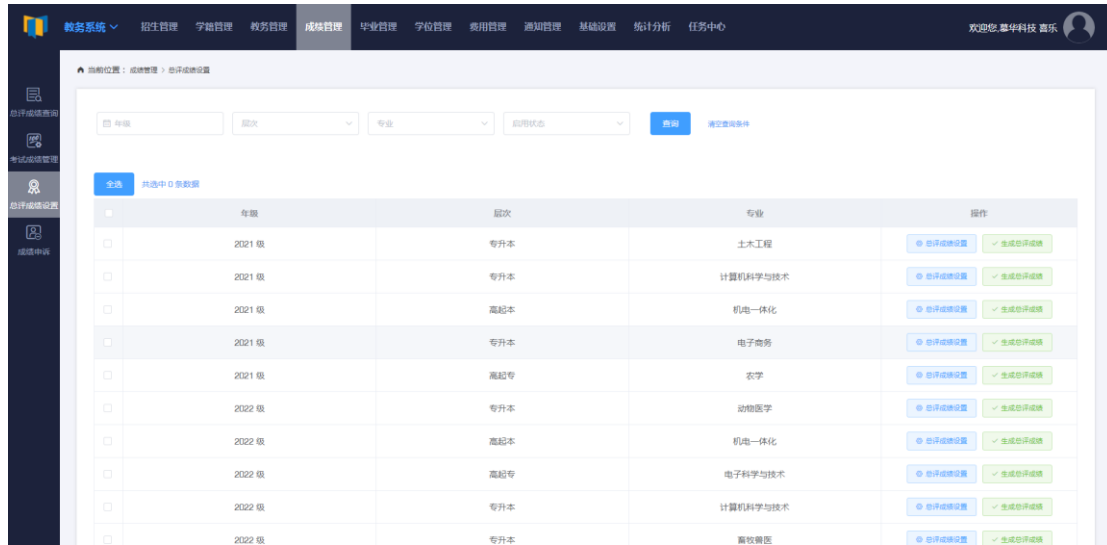 教务系统 招生管理 学籍管理 教务管理 成绩管理 毕业管理 学位管理 费用管理 通知管理 基础设置 统计分析 任务中心 欢迎您,慕华科技 喜乐
当前位置： 成绩管理 > 总评成绩设置
总评成绩查询
考试成绩管理
总评成绩设置
成绩申诉
年级 层次 专业 启用状态 查询 清空查询条件
全选 共选中 0 条数据
年级 层次 专业 操作
2021 级 专升本 土木工程 总评成绩设置 生成总评成绩
2021 级 专升本 计算机科学与技术 总评成绩设置 生成总评成绩
2021 级 高起本 机电一体化 总评成绩设置 生成总评成绩
2021 级 专升本 电子商务 总评成绩设置 生成总评成绩
2021 级 高起专 农学 总评成绩设置 生成总评成绩
2022 级 专升本 动物医学 总评成绩设置 生成总评成绩
2022 级 高起本 机电一体化 总评成绩设置 生成总评成绩
2022 级 高起专 电子科学与技术 总评成绩设置 生成总评成绩
2022 级 专升本 计算机科学与技术 总评成绩设置 生成总评成绩
2022 级 专升本 畜牧兽医 总评成绩设置 生成总评成绩